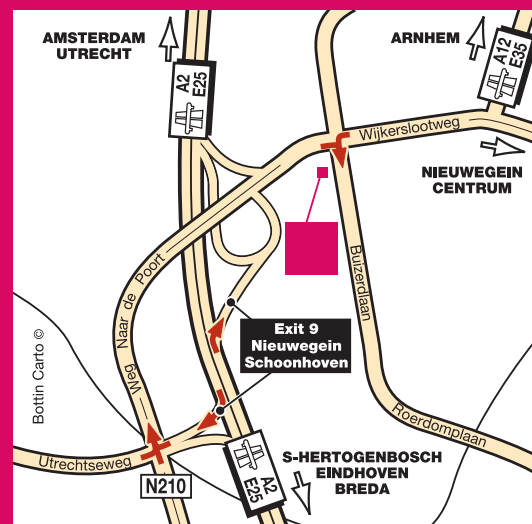 AMSTERDAM
UTRECHT
A2
E25
ARNHEM
A12
E35
Wijkerslootweg
NIEUWEGEIN
CENTRUM
Weg Naar de Poort
Buizerdlaan
Bottin Carto ©
Exit 9
Nieuwegein
Schoonhoven
Roerdomplaan
Utrechtseweg
N210
A2
E25
S-HERTOGENBOSCH
EINDHOVEN
BREDA